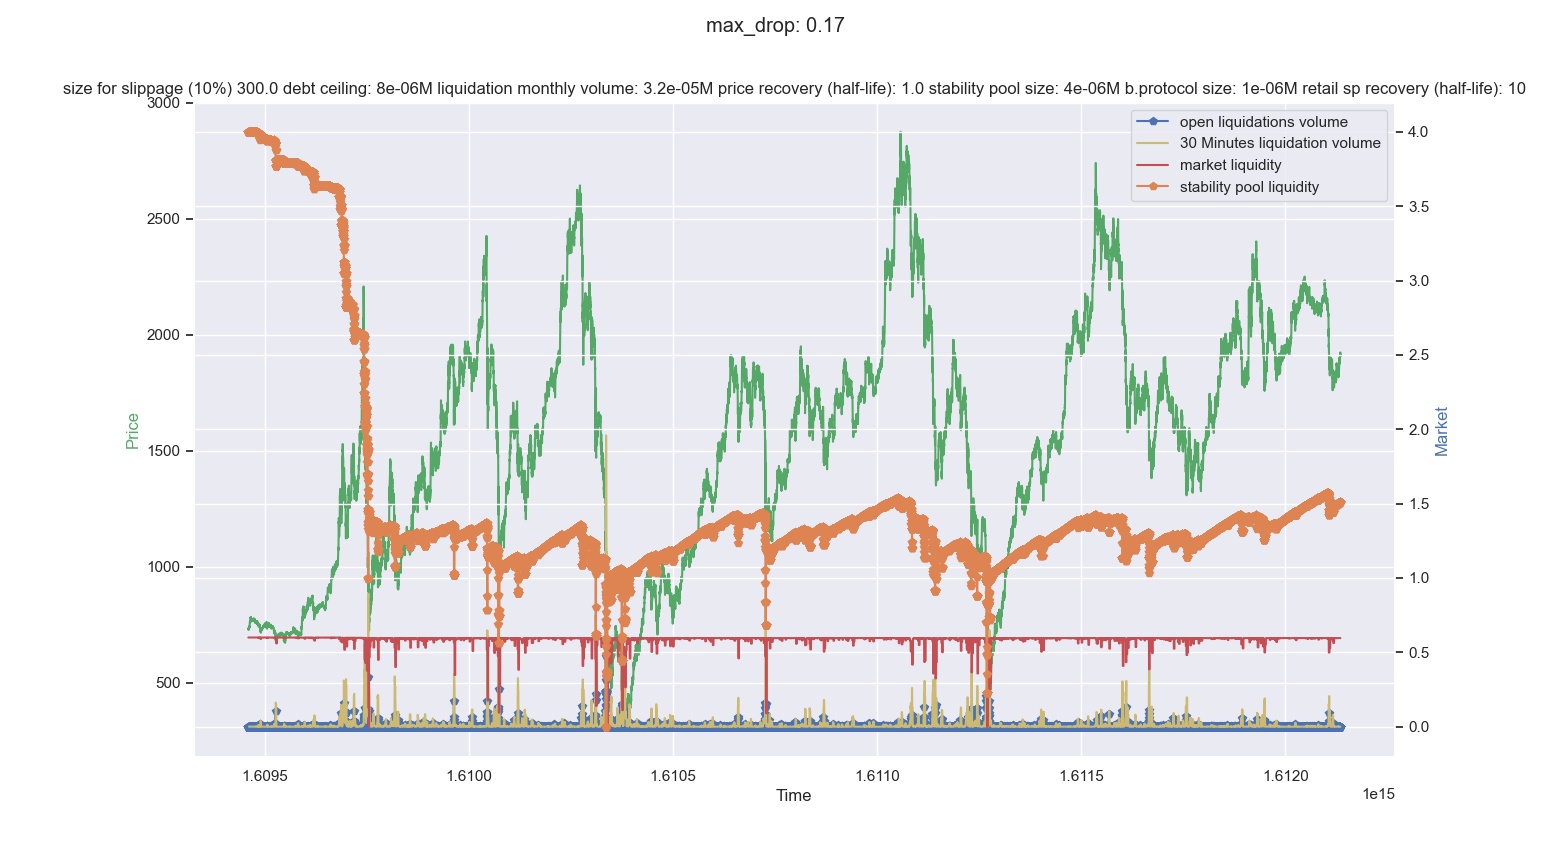 max_drop: 0.17
size for slippage (10%) 300.0 debt ceiling: 8e-06M liquidation monthly volume: 3.2e-05M price recovery (half-life): 1.0 stability pool size: 4e-06M b.protocol size: 1e-06M retail sp recovery (half-life): 10
open liquidations volume
30 Minutes liquidation volume
market liquidity
stability pool liquidity
3000
2500
2000
1500
1000
500
Price
4.0
3.5
3.0
2.5
2.0
1.5
1.0
0.5
0.0
Market
1.6095 1.6100 1.6105 1.6110 1.6115 1.6120
Time
1e15